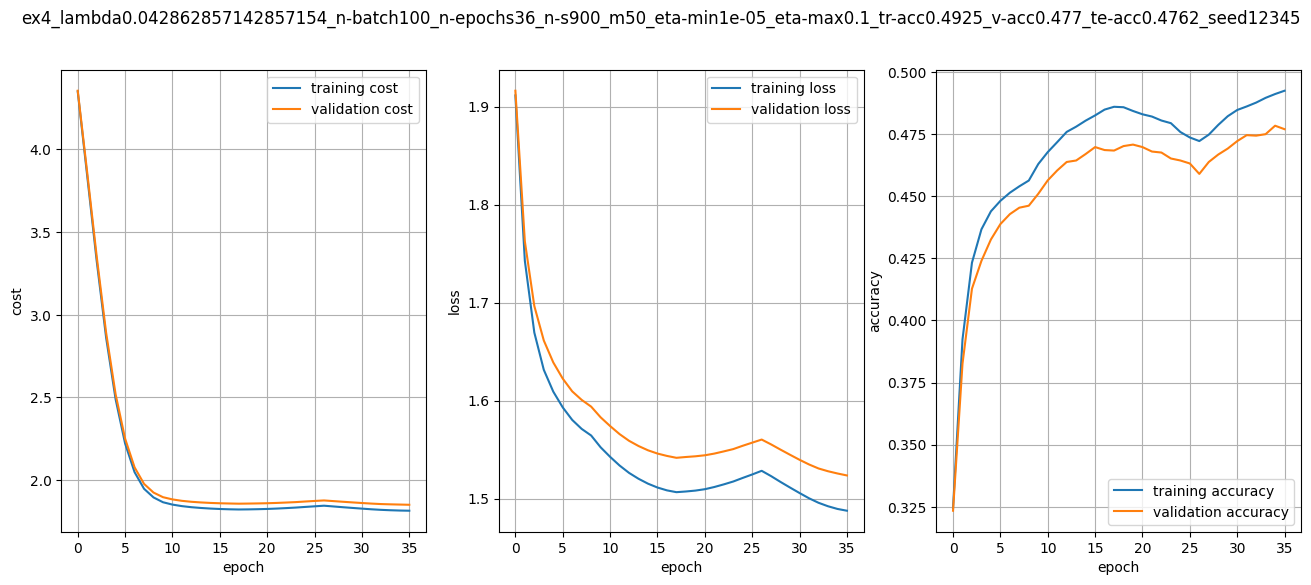 ex4_lambda0.042862857142857154_n-batch100_n-epochs36_n-s900_m50_eta-min1e-05_eta-max0.1_tr-acc0.4925_v-acc0.477_te-acc0.4762_seed12345
training cost
validation cost
4.0
3.5
3.0
2.5
2.0
cost
0 5 10 15 20 25 30 35
epoch
training loss
validation loss
1.9
1.8
1.7
1.6
1.5
loss
0 5 10 15 20 25 30 35
epoch
0.500
0.475
0.450
0.425
0.400
0.375
0.350
0.325
accuracy
training accuracy
validation accuracy
0 5 10 15 20 25 30 35
epoch